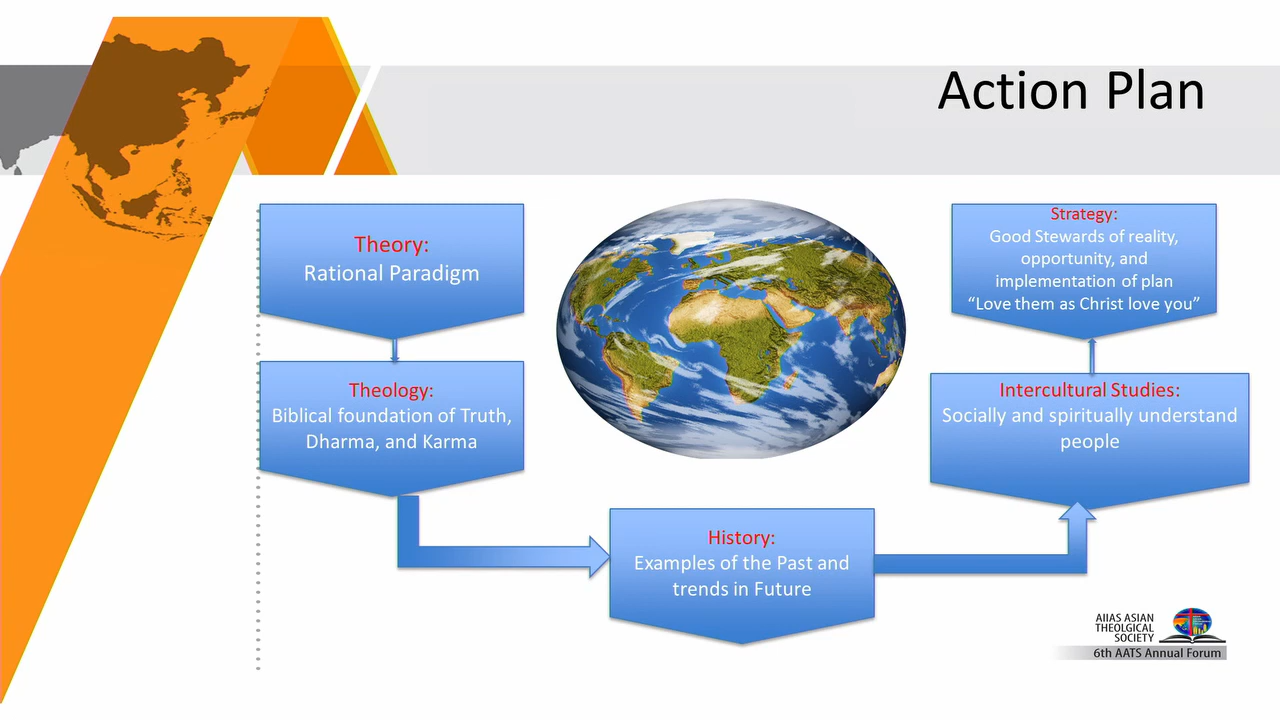 Action Plan
Theory:
Rational Paradigm
Theology:
Biblical foundation of Truth,
Dharma, and Karma
History:
Examples of the Past and
trends in Future
Intercultural Studies:
Socially and spiritually understand
people
Strategy:
Good Stewards of reality,
opportunity, and
implementation of plan
“Love them as Christ love you”
AIIAS ASIAN
THEOLGICAL
SOCIETY
6th AATS Annual Forum